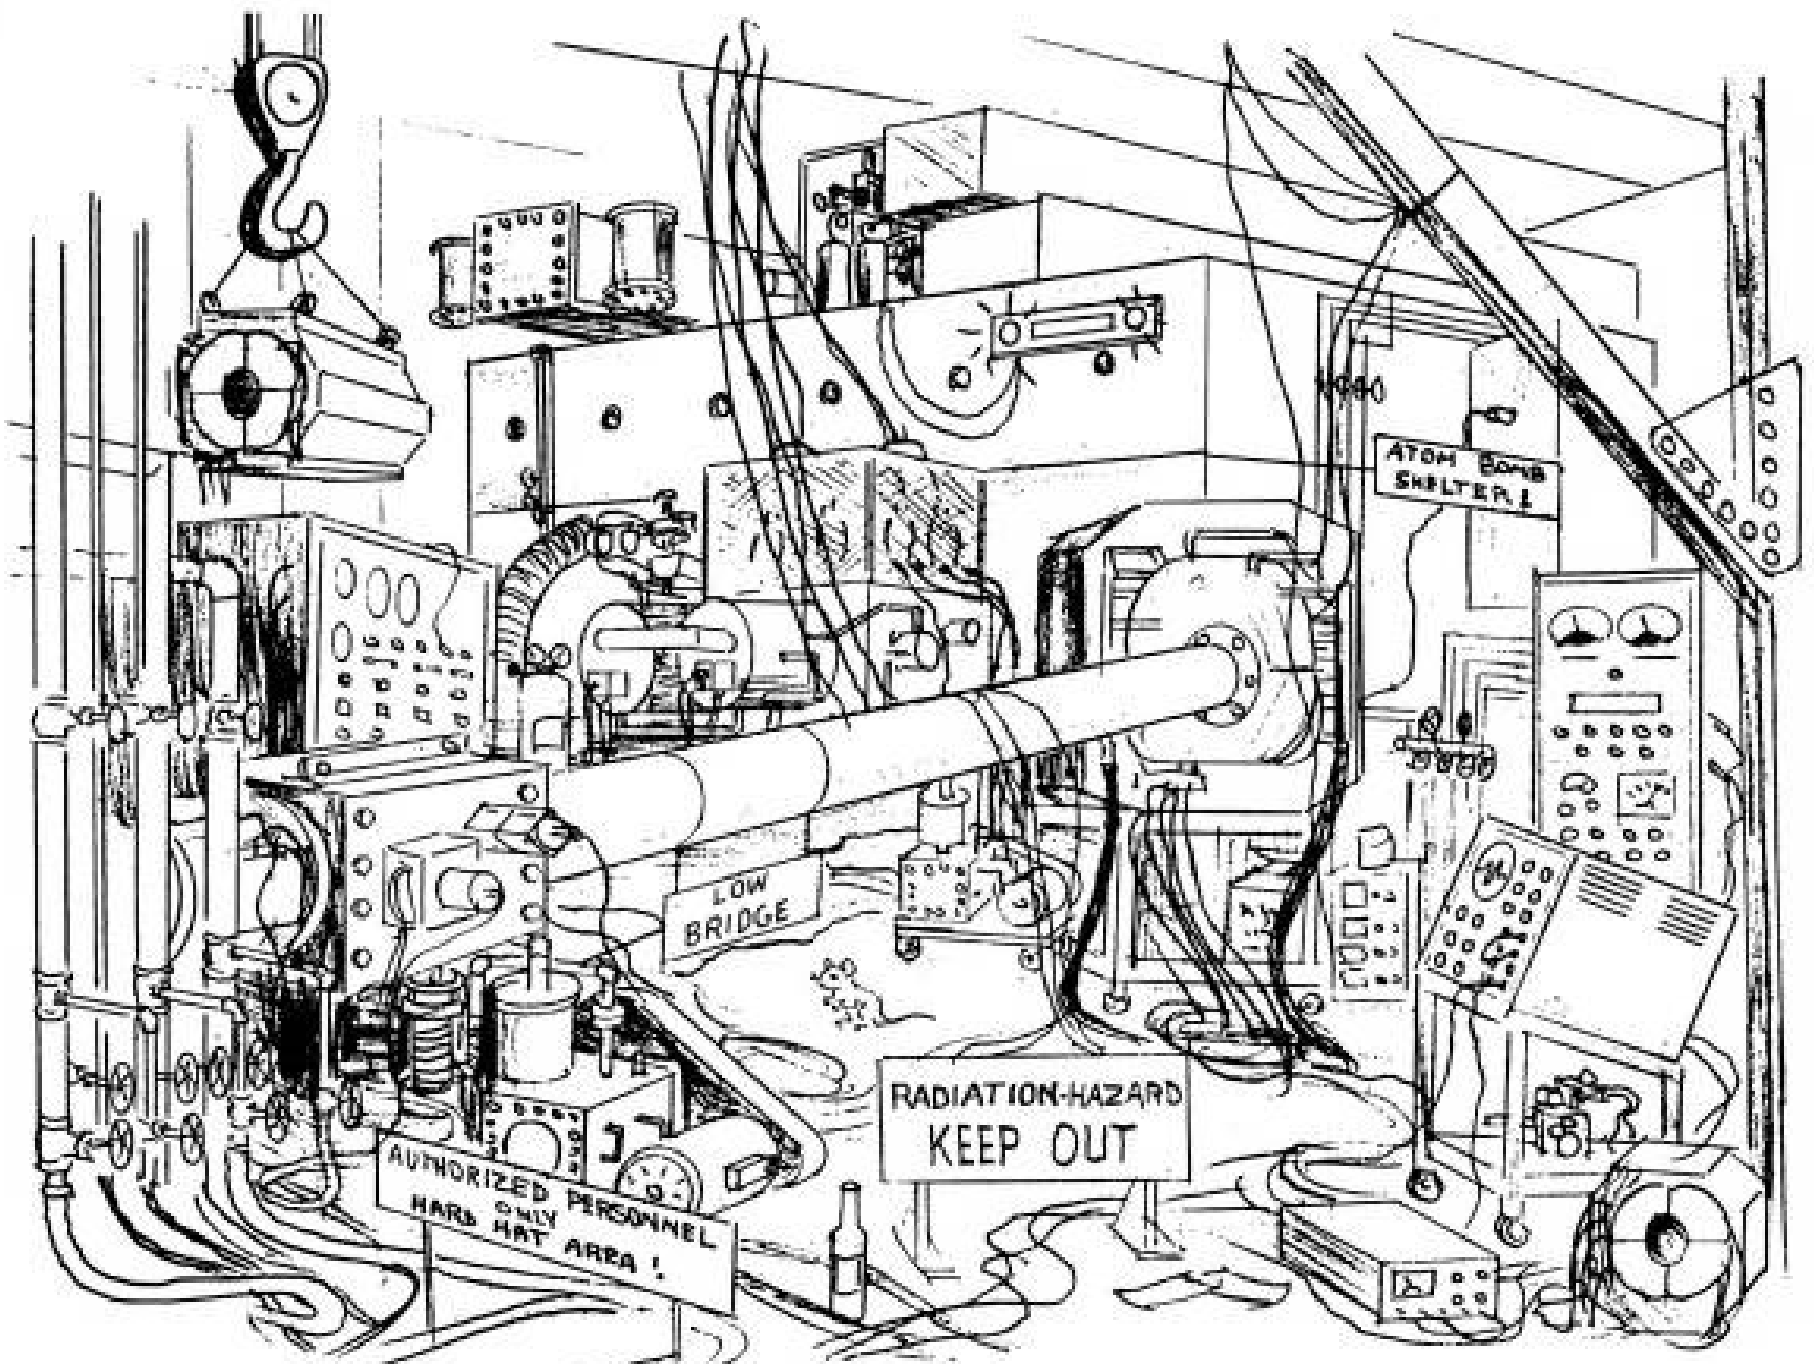 ATOM BOMB
SHELTER!
LOW
BRIDGE
RADIATION-HAZARD
KEEP OUT
AUTHORIZED PERSONNEL
ONLY
HARD HAT AREA!